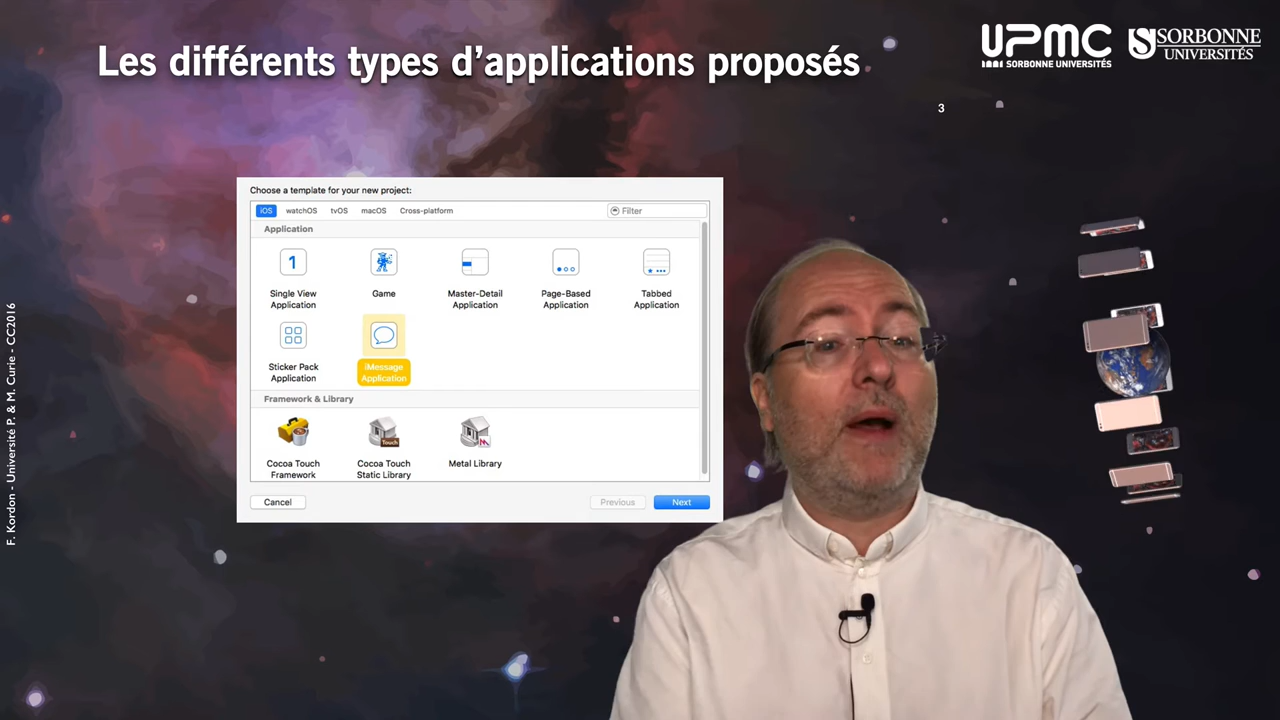 Les différents types d'applications proposés
UPMC
SORBONNE UNIVERSITÉS
SORBONNE
UNIVERSITÉS
3
Choose a template for your new project:
iOS watchOS tvOS macOS Cross-platform Filter
Application
1
Single View
Application
Game
Master-Detail
Application
Page-Based
Application
Tabbed
Application
Sticker Pack
Application
iMessage
Application
Framework & Library
Cocoa Touch
Framework
Touch
Cocoa Touch
Static Library
Metal Library
Cancel Previous Next
F. Kordon - Université P. & M. Curie - CC2016